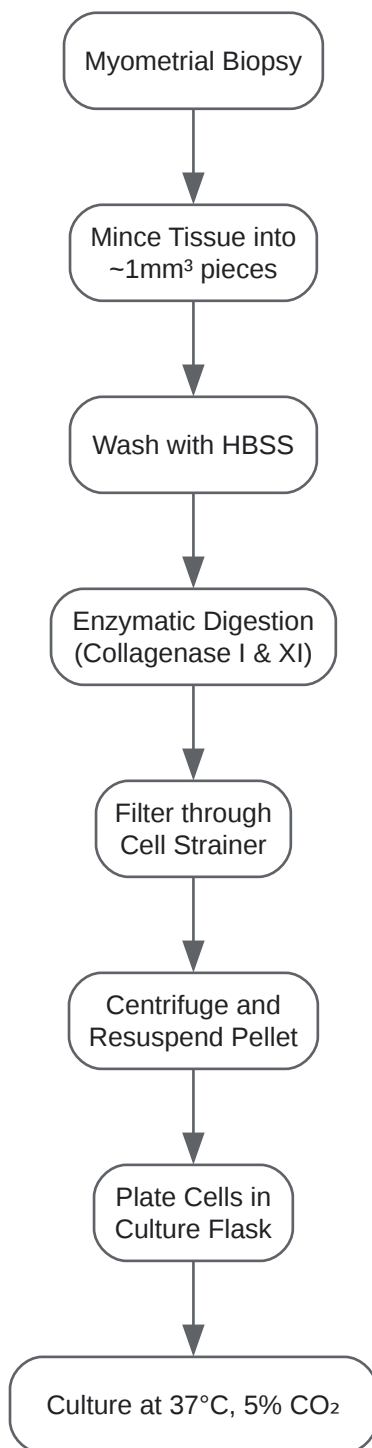 Myometrial Biopsy
Mince Tissue into
~1mm³ pieces
Wash with HBSS
Enzymatic Digestion
(Collagenase I & XI)
Filter through
Cell Strainer
Centrifuge and
Resuspend Pellet
Plate Cells in
Culture Flask
Culture at 37°C, 5% CO₂